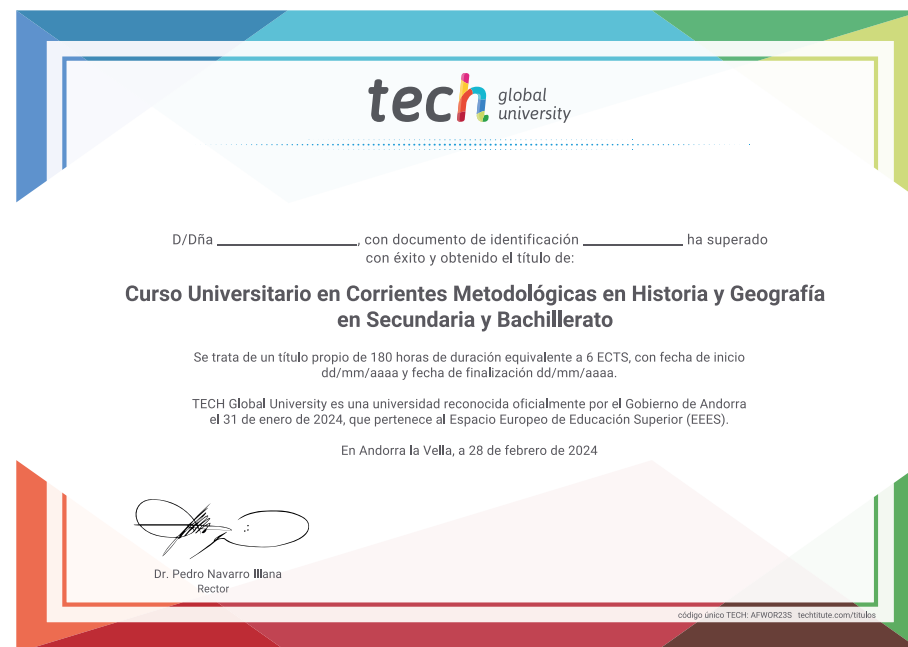 tech global university
D/Dña ____________________, con documento de identificación ______________ ha superado
con éxito y obtenido el título de:
Curso Universitario en Corrientes Metodológicas en Historia y Geografía
en Secundaria y Bachillerato
Se trata de un título propio de 180 horas de duración equivalente a 6 ECTS, con fecha de inicio
dd/mm/aaaa y fecha de finalización dd/mm/aaaa.
TECH Global University es una universidad reconocida oficialmente por el Gobierno de Andorra
el 31 de enero de 2024, que pertenece al Espacio Europeo de Educación Superior (EEES).
En Andorra la Vella, a 28 de febrero de 2024
Dr. Pedro Navarro Illana
Rector
código único TECH: AFWOR23S techtitute.com/titulos